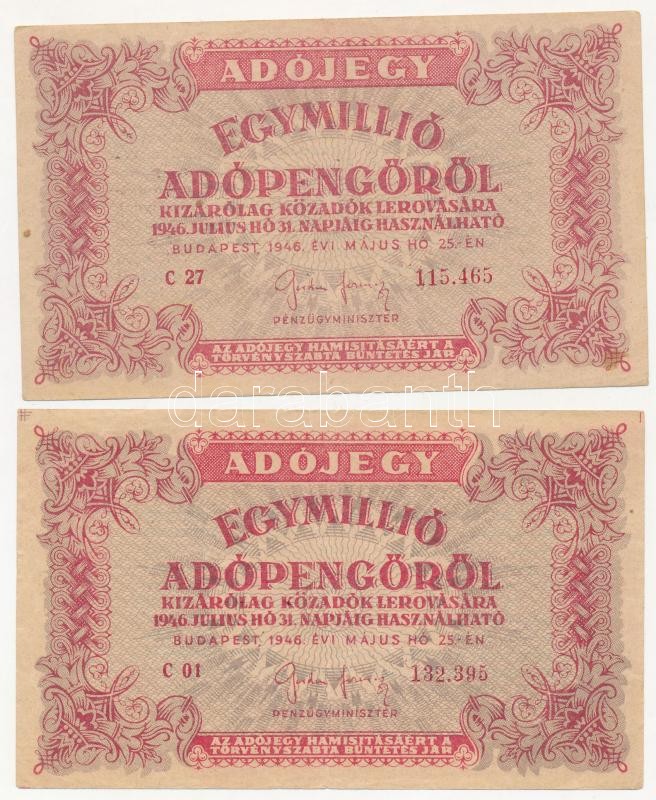 ADÓJEGY
EGYMILLIÓ
ADÓPENGŐRŐL
KIZÁRÓLAG KÖZADÓK LEROVÁSÁRA
1946. JULIUS HÓ 31. NAPJÁIG HASZNÁLHATÓ
BUDAPEST, 1946. ÉVI MÁJUS HÓ 25.-ÉN
C 27 115.465
PÉNZÜGYMINISZTER
AZ ADÓJEGY HAMISITÁSÁÉRT A
TÖRVÉNYSZABTA BÜNTETÉS JÁR
darabanth
ADÓJEGY
EGYMILLIÓ
ADÓPENGŐRŐL
KIZÁRÓLAG KÖZADÓK LEROVÁSÁRA
1946. JULIUS HÓ 31. NAPJÁIG HASZNÁLHATÓ
BUDAPEST, 1946. ÉVI MÁJUS HÓ 25.-ÉN
C 01 132.395
PÉNZÜGYMINISZTER
AZ ADÓJEGY HAMISITÁSÁÉRT A
TÖRVÉNYSZABTA BÜNTETÉS JÁR